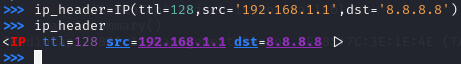 >>> ip_header=IP(ttl=128,src='192.168.1.1',dst='8.8.8.8')
>>> ip_header
<IP  ttl=128 src=192.168.1.1 dst=8.8.8.8 |>
>>>